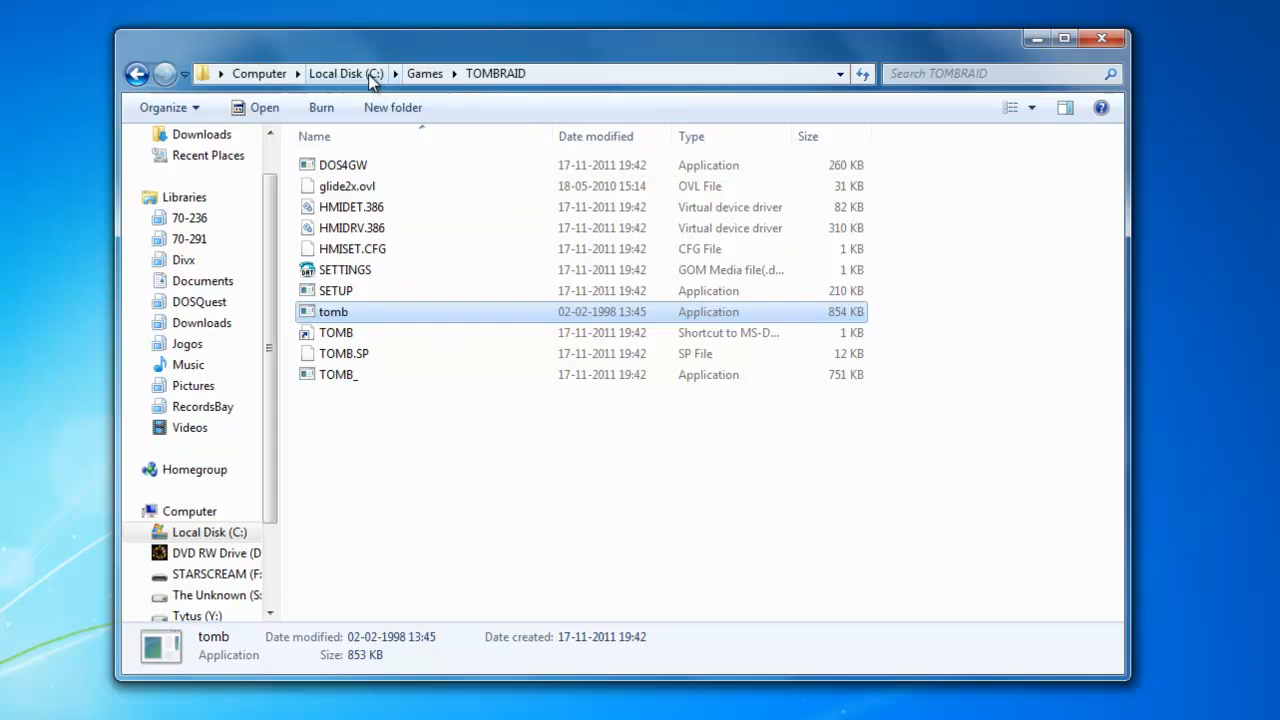 Computer Local Disk (C:) Games TOMBRAID Search TOMBRAID
Organize Open Burn New folder
Downloads
Recent Places
Libraries
70-236
70-291
Divx
Documents
DOSQuest
Downloads
Jogos
Music
Pictures
RecordsBay
Videos
Homegroup
Computer
Local Disk (C:)
DVD RW Drive (D
STARSCREAM (F:
The Unknown (S:
Tytus (Y:)
Name Date modified Type Size
DOS4GW 17-11-2011 19:42 Application 260 KB
glide2x.ovl 18-05-2010 15:14 OVL File 31 KB
HMIDET.386 17-11-2011 19:42 Virtual device driver 82 KB
HMIDRV.386 17-11-2011 19:42 Virtual device driver 310 KB
HMISET.CFG 17-11-2011 19:42 CFG File 1 KB
SETTINGS 17-11-2011 19:42 GOM Media file(.d... 1 KB
SETUP 17-11-2011 19:42 Application 210 KB
tomb 02-02-1998 13:45 Application 854 KB
TOMB 17-11-2011 19:42 Shortcut to MS-D... 1 KB
TOMB.SP 17-11-2011 19:42 SP File 12 KB
TOMB_ 17-11-2011 19:42 Application 751 KB
tomb Date modified: 02-02-1998 13:45 Date created: 17-11-2011 19:42
Application Size: 853 KB